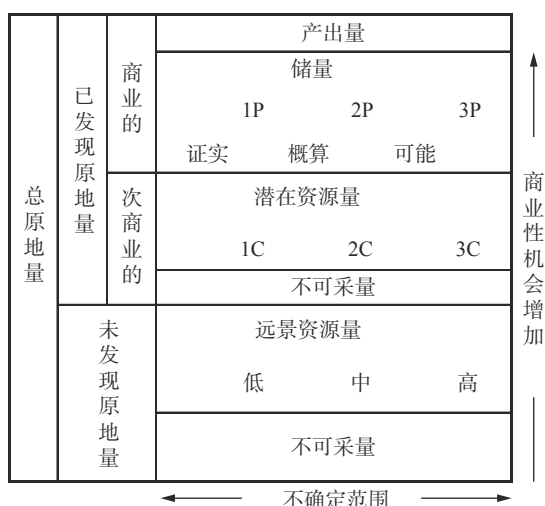 总原地量
已发现原地量
商业的
产出量
储量
1P 2P 3P
证实 概算 可能
次商业的
潜在资源量
1C 2C 3C
不可采量
未发现原地量
远景资源量
低 中 高
不可采量
商业性机会增加
不确定范围